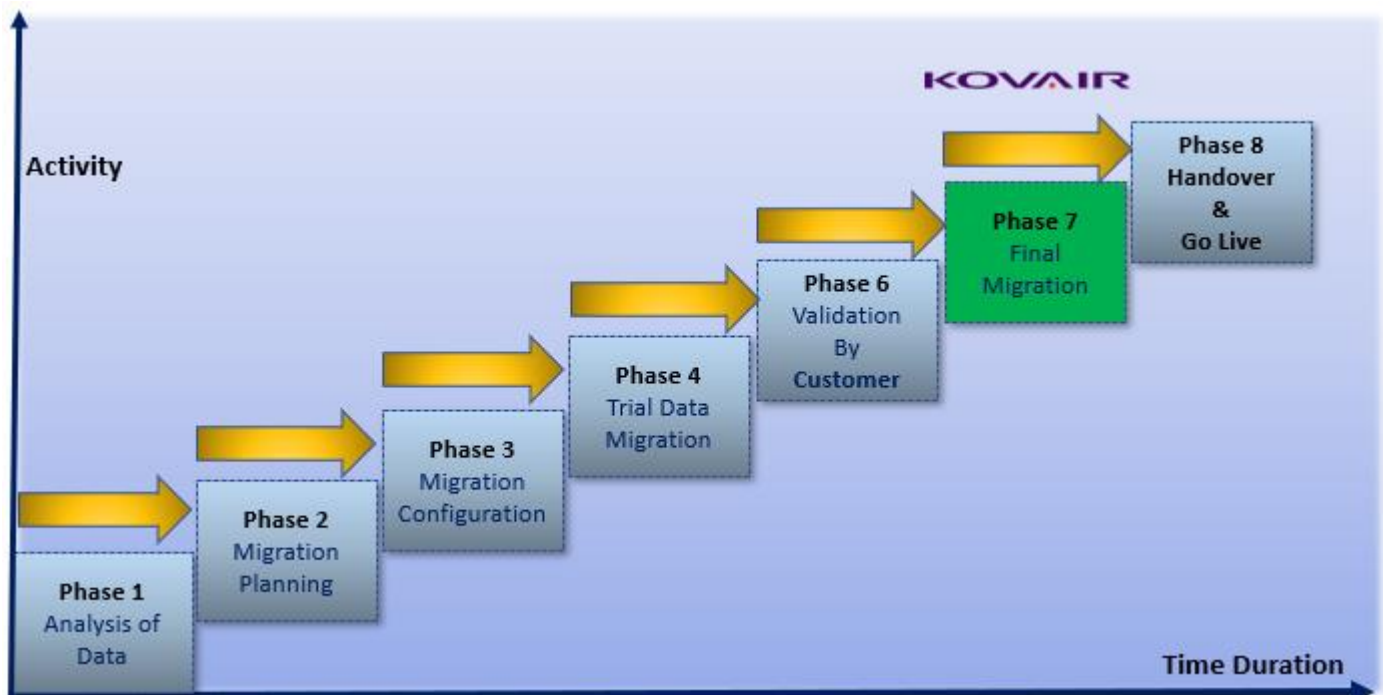 KOVAIR
Activity
Phase 8
Handover
&
Go Live
Phase 7
Final
Migration
Phase 6
Validation
By
Customer
Phase 4
Trial Data
Migration
Phase 3
Migration
Configuration
Phase 2
Migration
Planning
Phase 1
Analysis of
Data
Time Duration